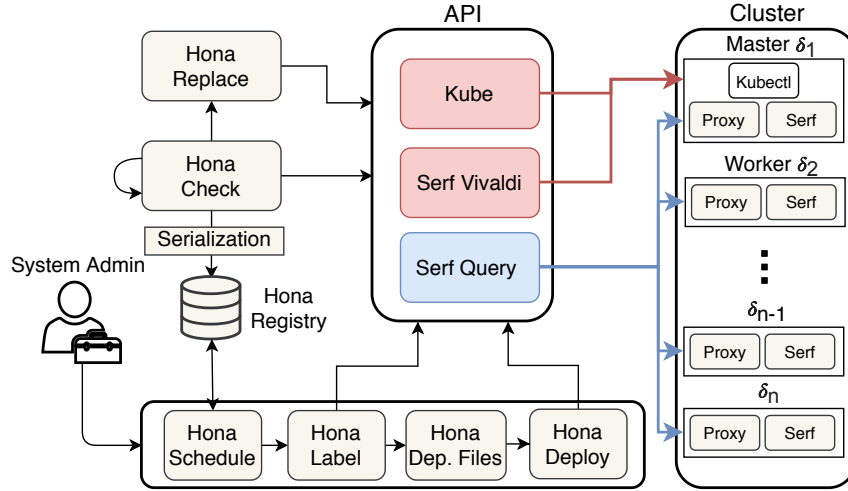 API
Cluster
Hona
Replace
Kube
Master δ1
Kubectl
Proxy
Serf
Hona
Check
Serf Vivaldi
Worker δ2
Proxy
Serf
Serialization
Serf Query
System Admin
Hona
Registry
⋮
δn-1
Proxy
Serf
δn
Proxy
Serf
Hona
Schedule
Hona
Label
Hona
Dep. Files
Hona
Deploy